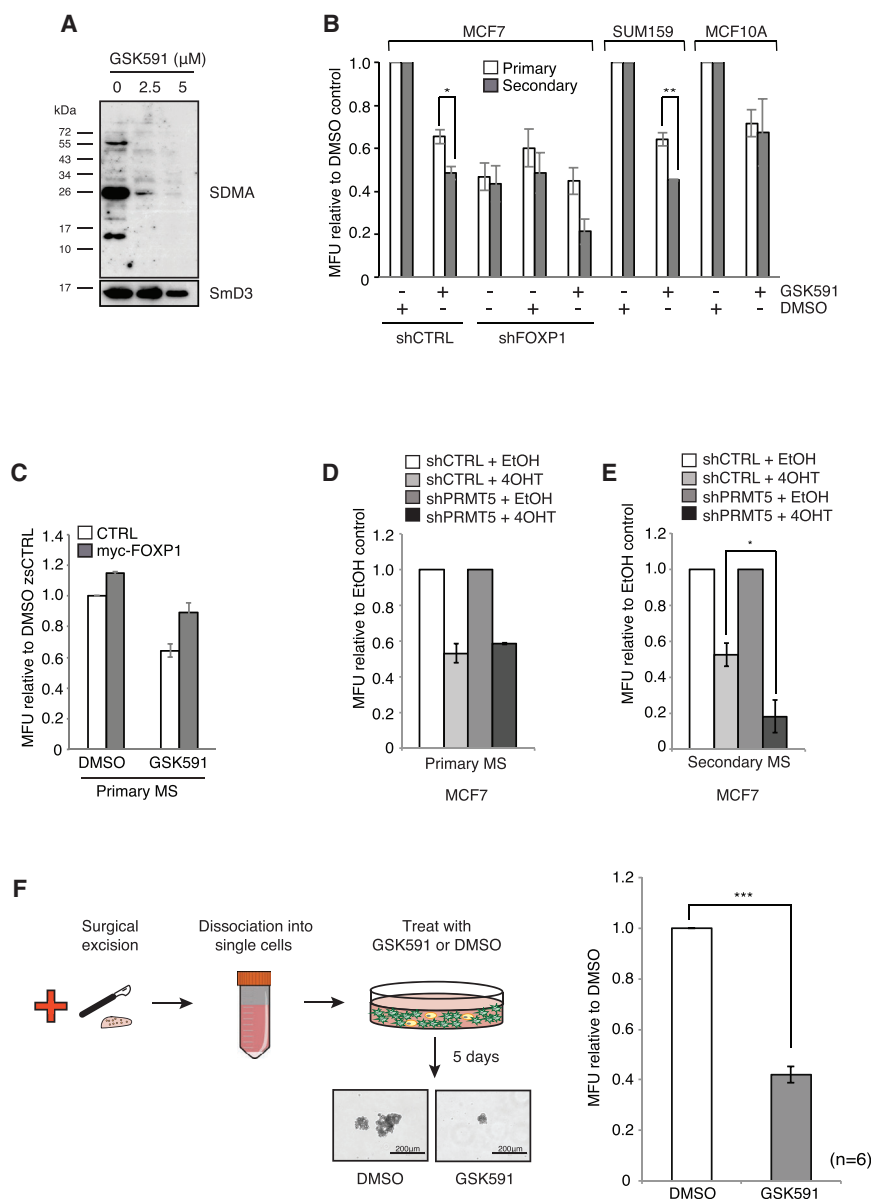 A
GSK591 (µM)
0 2.5 5
kDa
72
55
43
34
26
17
10
17
SDMA
SmD3
B
MCF7 SUM159 MCF10A
Primary
Secondary
MFU relative to DMSO control
1.0
0.8
0.6
0.4
0.2
0
* **
- + - - + - + - + GSK591
+ - - + - + - + - DMSO
shCTRL shFOXP1
C
CTRL
myc-FOXP1
MFU relative to DMSO zsCTRL
1.4
1.2
1.0
0.8
0.6
0.4
0.2
0
DMSO GSK591
Primary MS
D
shCTRL + EtOH
shCTRL + 4OHT
shPRMT5 + EtOH
shPRMT5 + 4OHT
MFU relative to EtOH control
1.2
1.0
0.8
0.6
0.4
0.2
0
Primary MS
MCF7
E
shCTRL + EtOH
shCTRL + 4OHT
shPRMT5 + EtOH
shPRMT5 + 4OHT
MFU relative to EtOH control
1.2
1.0
0.8
0.6
0.4
0.2
0
*
Secondary MS
MCF7
F
Surgical
excision
Dissociation into
single cells
Treat with
GSK591 or DMSO
5 days
200µm
200µm
DMSO GSK591
MFU relative to DMSO
1.2
1.0
0.8
0.6
0.4
0.2
0
***
(n=6)
DMSO GSK591